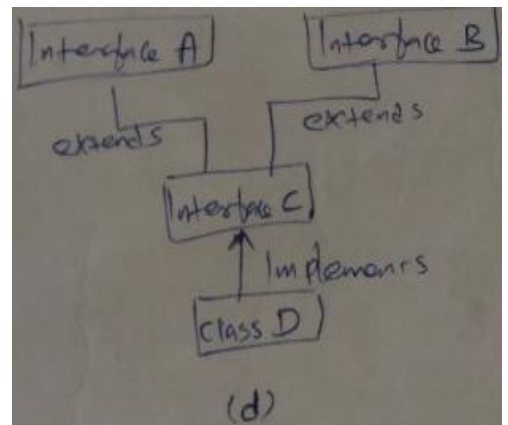 Interface A
Interface B
extends
extends
Interface C
Implements
Class D
(d)